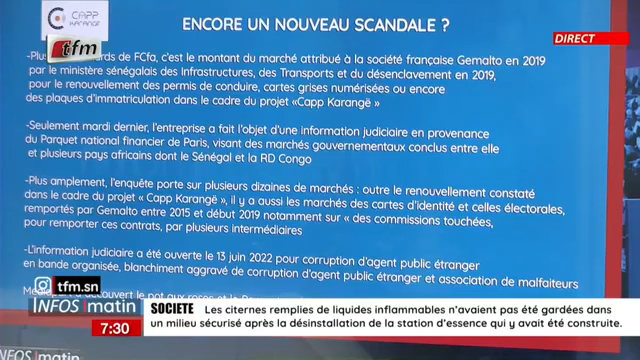 CAPP
KARANGË
tfm
ENCORE UN NOUVEAU SCANDALE ?
DIRECT
-Plus ards de FCfa, c'est le montant du marché attribué à la société française Gemalto en 2019
par le ministère sénégalais des Infrastructures, des Transports et du désenclavement en 2019,
pour le renouvellement des permis de conduire, cartes grises numérisées ou encore
des plaques d'immatriculation dans le cadre du projet «Capp Karangë»
-Seulement mardi dernier, l'entreprise a fait l'objet d'une information judiciaire en provenance
du Parquet national financier de Paris, visant des marchés gouvernementaux conclus entre elle
et plusieurs pays africains dont le Sénégal et la RD Congo
-Plus amplement, l'enquête porte sur plusieurs dizaines de marchés : outre le renouvellement constaté
dans le cadre du projet «Capp Karangë », il y a aussi les marchés des cartes d'identité et celles électorales,
remportés par Gemalto entre 2015 et début 2019 notamment sur « des commissions touchées,
pour remporter ces contrats, par plusieurs intermédiaires
-L'information judiciaire a été ouverte le 13 juin 2022 pour corruption d'agent public étranger
en bande organisée, blanchiment aggravé de corruption d'agent public étranger et association de malfaiteurs
tfm.sn
découvert le pot aux roses et le
INFOS matin
7:30
SOCIETE Les citernes remplies de liquides inflammables n'avaient pas été gardées dans
un milieu sécurisé après la désinstallation de la station d'essence qui y avait été construite.
INFOS matin